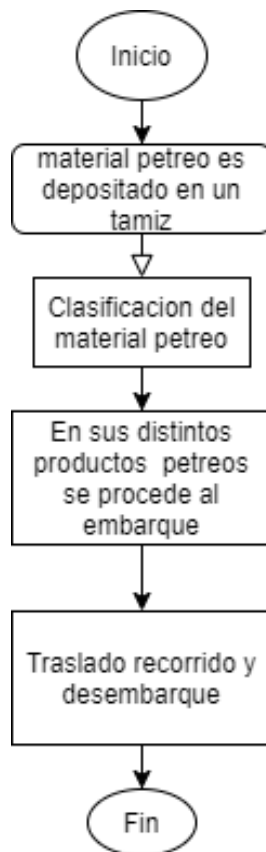 Inicio
material petreo es
depositado en un
tamiz
Clasificacion del
material petreo
En sus distintos
productos petreos
se procede al
embarque
Traslado recorrido y
desembarque
Fin